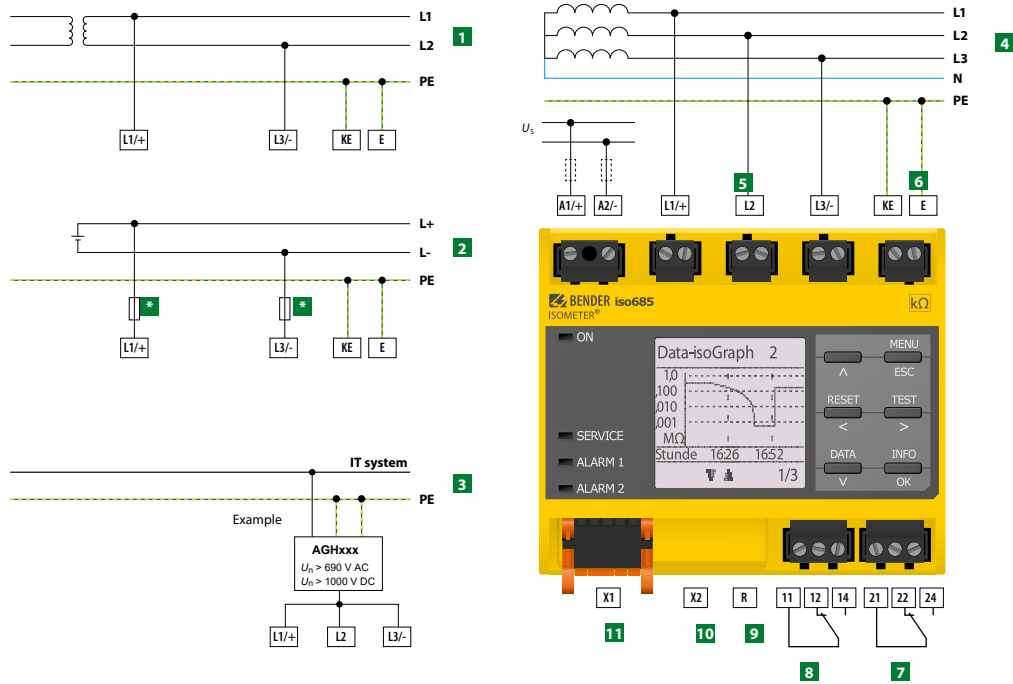 L1
L2
PE
L1/+
L3/-
KE
E
1
L+
L-
PE
*
*
L1/+
L3/-
KE
E
2
IT system
PE
Example
AGHxxx
Un > 690 V AC
Un > 1000 V DC
L1/+
L2
L3/-
3
L1
L2
L3
N
PE
4
Us
5
6
A1/+
A2/-
L1/+
L2
L3/-
KE
E
BENDER iso685
ISOMETER®
kΩ
ON
SERVICE
ALARM 1
ALARM 2
Data-isoGraph 2
1,0
,100
,010
,001
MΩ
Stunde 16:26 16:52
1/3
MENU
ʌ
ESC
RESET
TEST
<
>
DATA
INFO
v
OK
X1
X2
R
11
12
14
21
22
24
11
10
9
8
7